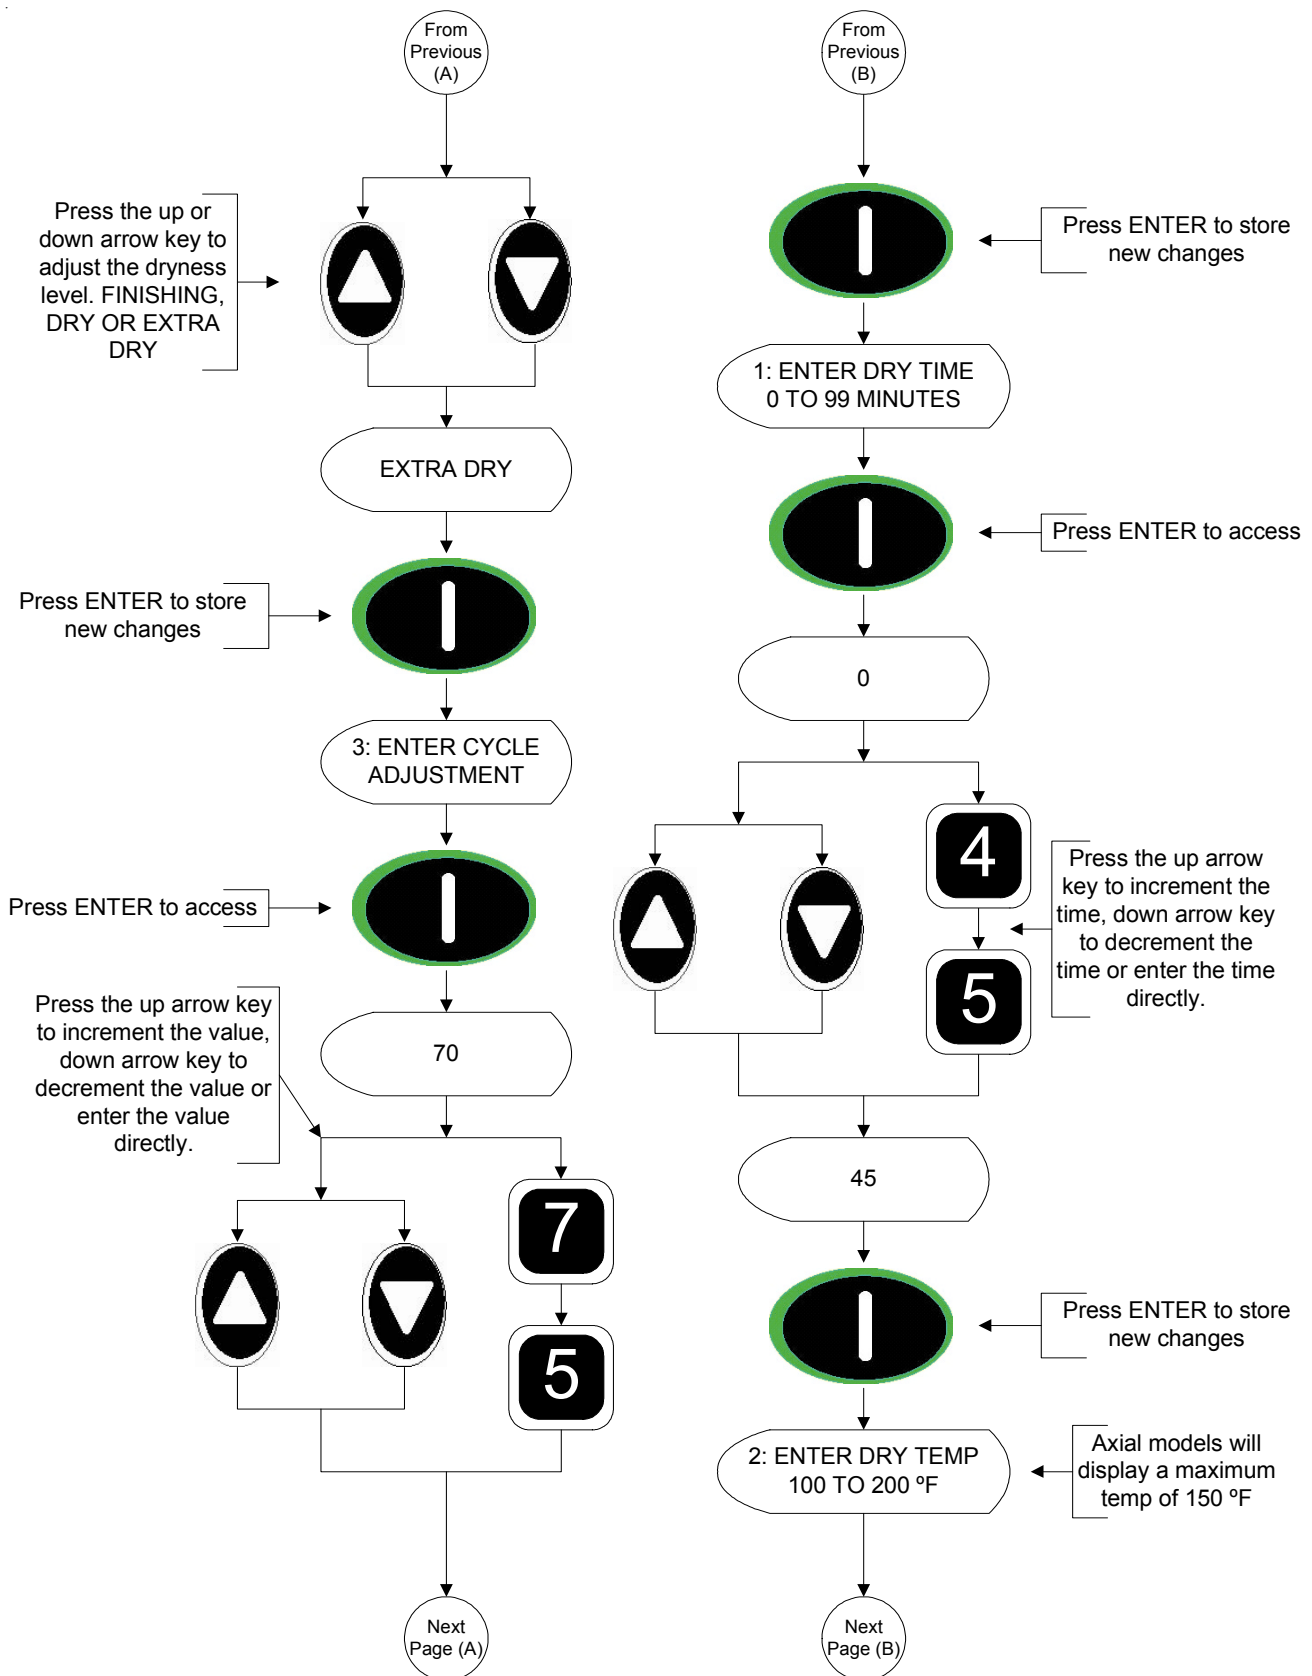 From
Previous
(A)
Press the up or
down arrow key to
adjust the dryness
level. FINISHING,
DRY OR EXTRA
DRY
EXTRA DRY
Press ENTER to store
new changes
3: ENTER CYCLE
ADJUSTMENT
Press ENTER to access
70
Press the up arrow key
to increment the value,
down arrow key to
decrement the value or
enter the value
directly.
7
5
Next
Page (A)
From
Previous
(B)
Press ENTER to store
new changes
1: ENTER DRY TIME
0 TO 99 MINUTES
Press ENTER to access
0
4
5
Press the up arrow
key to increment the
time, down arrow key
to decrement the
time or enter the time
directly.
45
Press ENTER to store
new changes
2: ENTER DRY TEMP
100 TO 200 ºF
Axial models will
display a maximum
temp of 150 ºF
Next
Page (B)